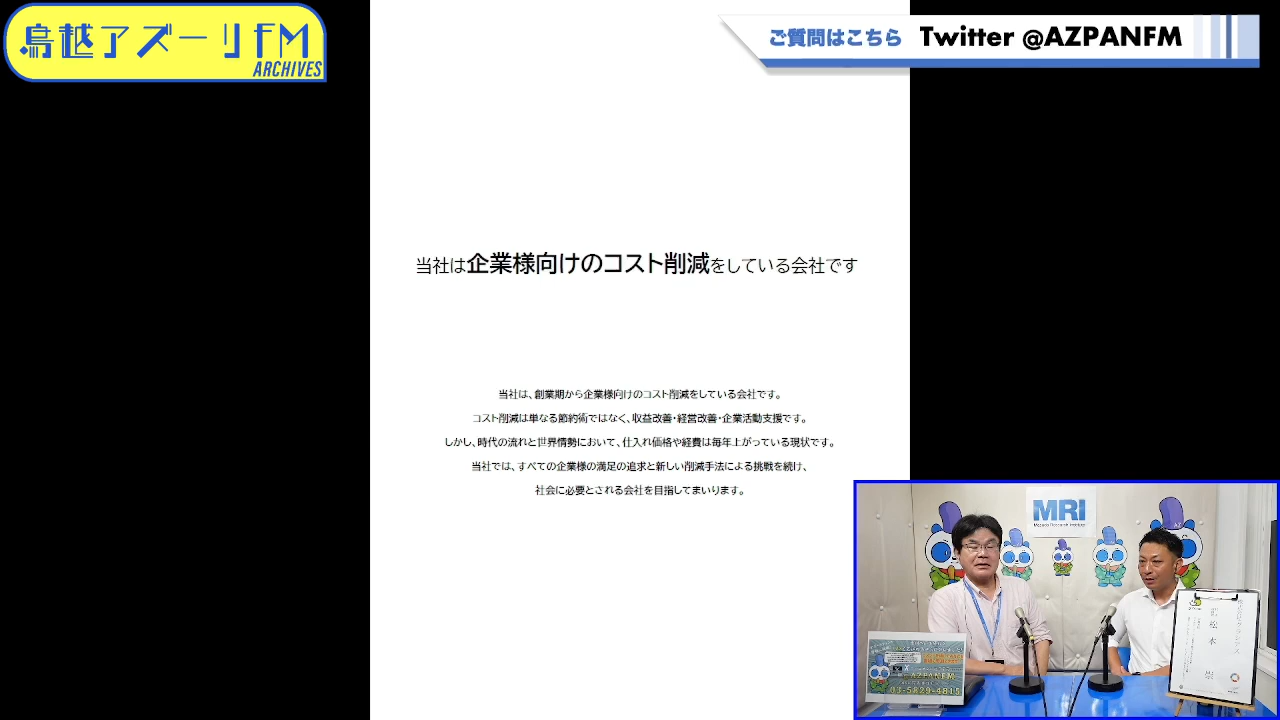 鳥越アズーリFM
ARCHIVES
ご質問はこちら Twitter @AZPANFM
当社は企業様向けのコスト削減をしている会社です
当社は、創業期から企業様向けのコスト削減をしている会社です。
コスト削減は単なる節約術ではなく、収益改善・経営改善・企業活動支援です。
しかし、時代の流れと世界情勢において、仕入れ価格や経費は毎年上がっている現状です。
当社では、すべての企業様の満足の追求と新しい削減手法による挑戦を続け、
社会に必要とされる会社を目指してまいります。
MRI
AZPANFM
03-5829-4815
松本